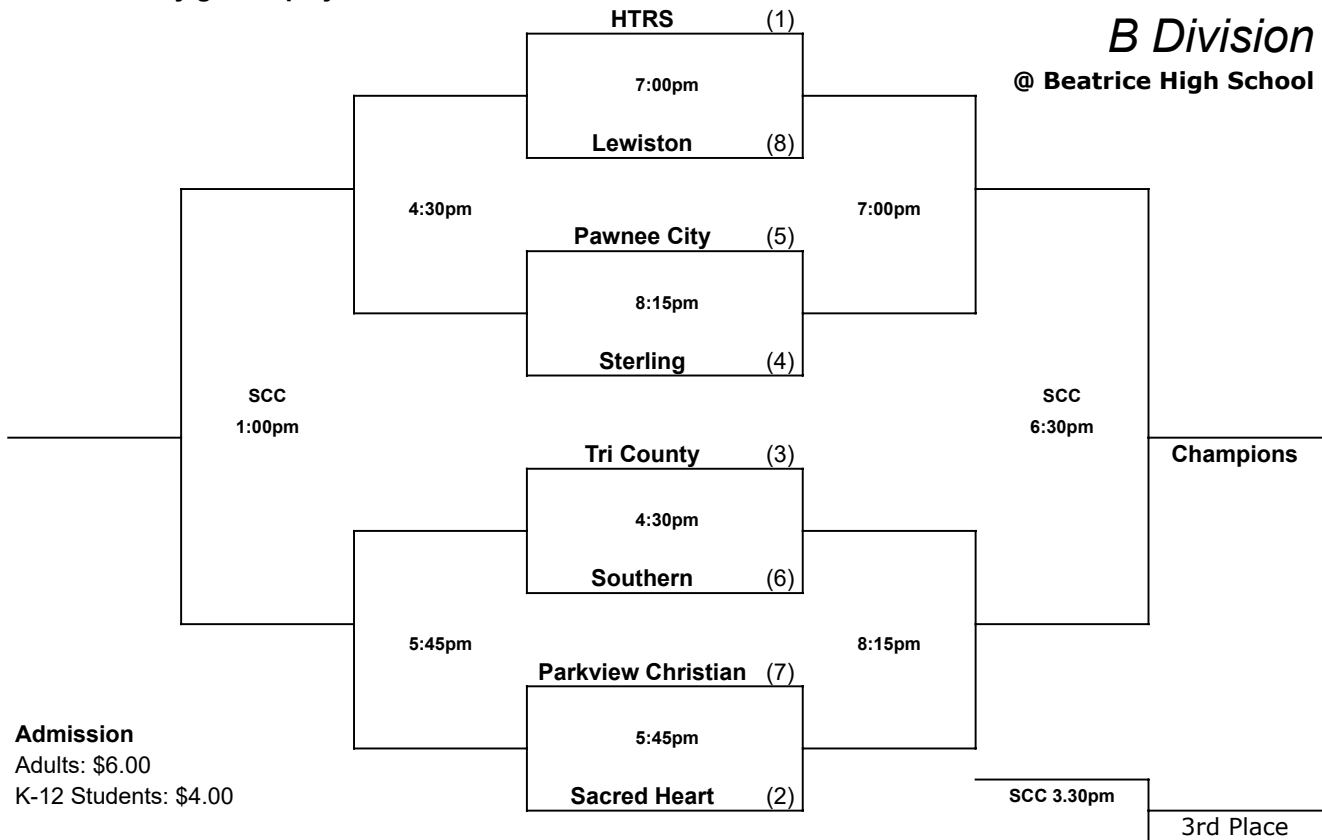 HTRS (1)
B Division
@ Beatrice High School
7:00pm
Lewiston (8)
4:30pm
7:00pm
Pawnee City (5)
8:15pm
Sterling (4)
SCC
1:00pm
SCC
6:30pm
Tri County (3)
Champions
4:30pm
Southern (6)
5:45pm
8:15pm
Parkview Christian (7)
Admission
5:45pm
Adults: $6.00
K-12 Students: $4.00
Sacred Heart (2)
SCC 3.30pm
3rd Place